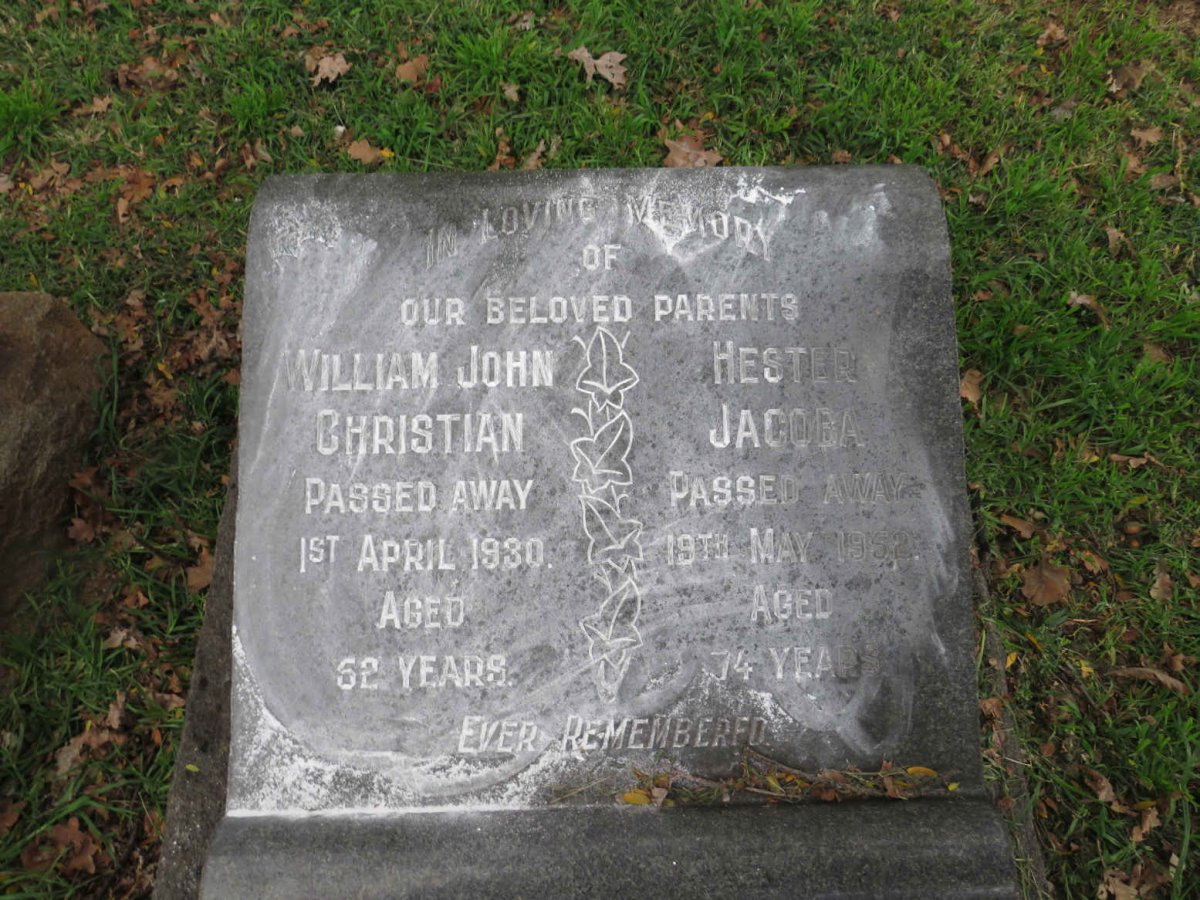 IN LOVING MEMORY
OF
OUR BELOVED PARENTS
WILLIAM JOHN
CHRISTIAN
PASSED AWAY
1ST APRIL 1930.
AGED
52 YEARS.
HESTER
JACOBA
PASSED AWAY
19TH MAY 1952.
AGED
74 YEARS
EVER REMEMBERED